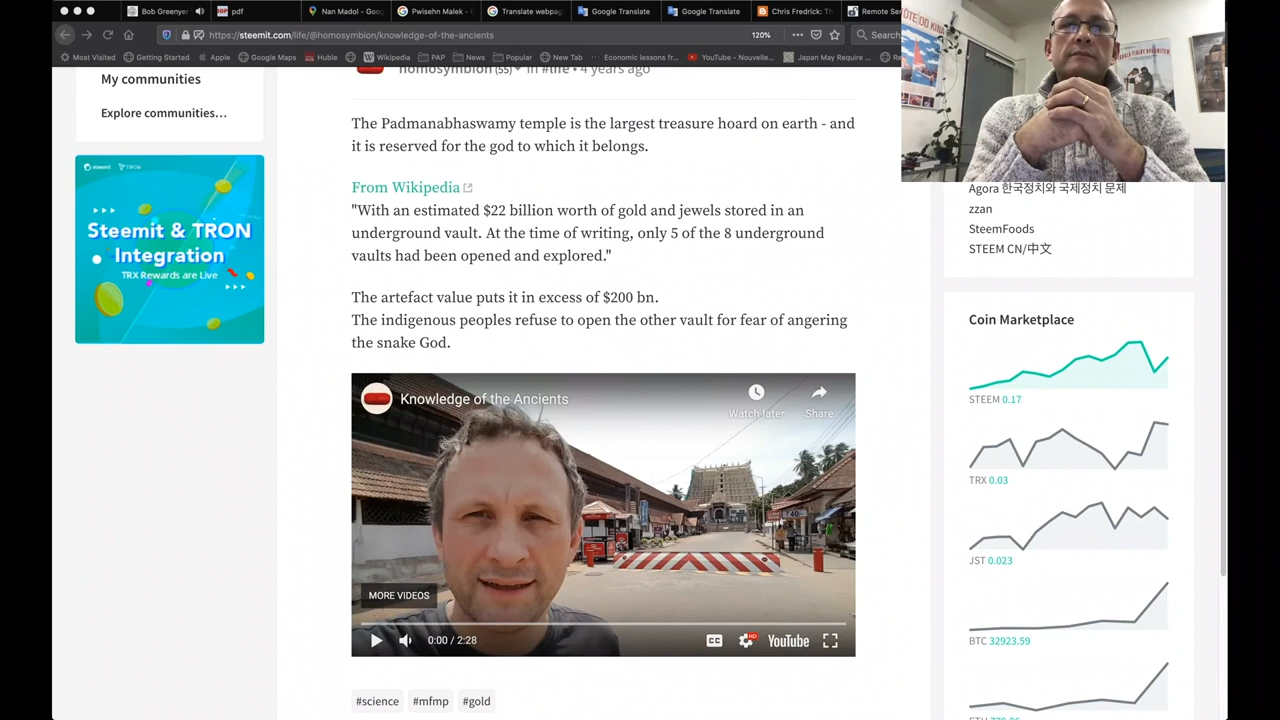 Bob Greenyer
pdf
Nan Madol - Goo
Pwisehn Malek - G
Translate webpag
Google Translate
Google Translate
Chris Fredrick: Th
Remote Se
https://steemit.com/life/@homosymbion/knowledge-of-the-ancients
120%
Search
Most Visited
Getting Started
Apple
Google Maps
Huble
Wikipedia
PAP
News
Popular
New Tab
Economic lessons fr…
YouTube - Nouvelle…
Japan May Require …
My communities
Explore communities…
steemit
TRON
Steemit & TRON
Integration
TRX Rewards are Live
homosymbion (55) in #life • 4 years ago
The Padmanabhaswamy temple is the largest treasure hoard on earth - and
it is reserved for the god to which it belongs.
From Wikipedia
"With an estimated $22 billion worth of gold and jewels stored in an
underground vault. At the time of writing, only 5 of the 8 underground
vaults had been opened and explored."
The artefact value puts it in excess of $200 bn.
The indigenous peoples refuse to open the other vault for fear of angering
the snake God.
Knowledge of the Ancients
Watch later
Share
MORE VIDEOS
0:00 / 2:28
CC
HD
YouTube
#science
#mfmp
#gold
Agora 한국정치와 국제정치 문제
zzan
SteemFoods
STEEM CN/中文
Coin Marketplace
STEEM 0.17
TRX 0.03
JST 0.023
BTC 32923.59